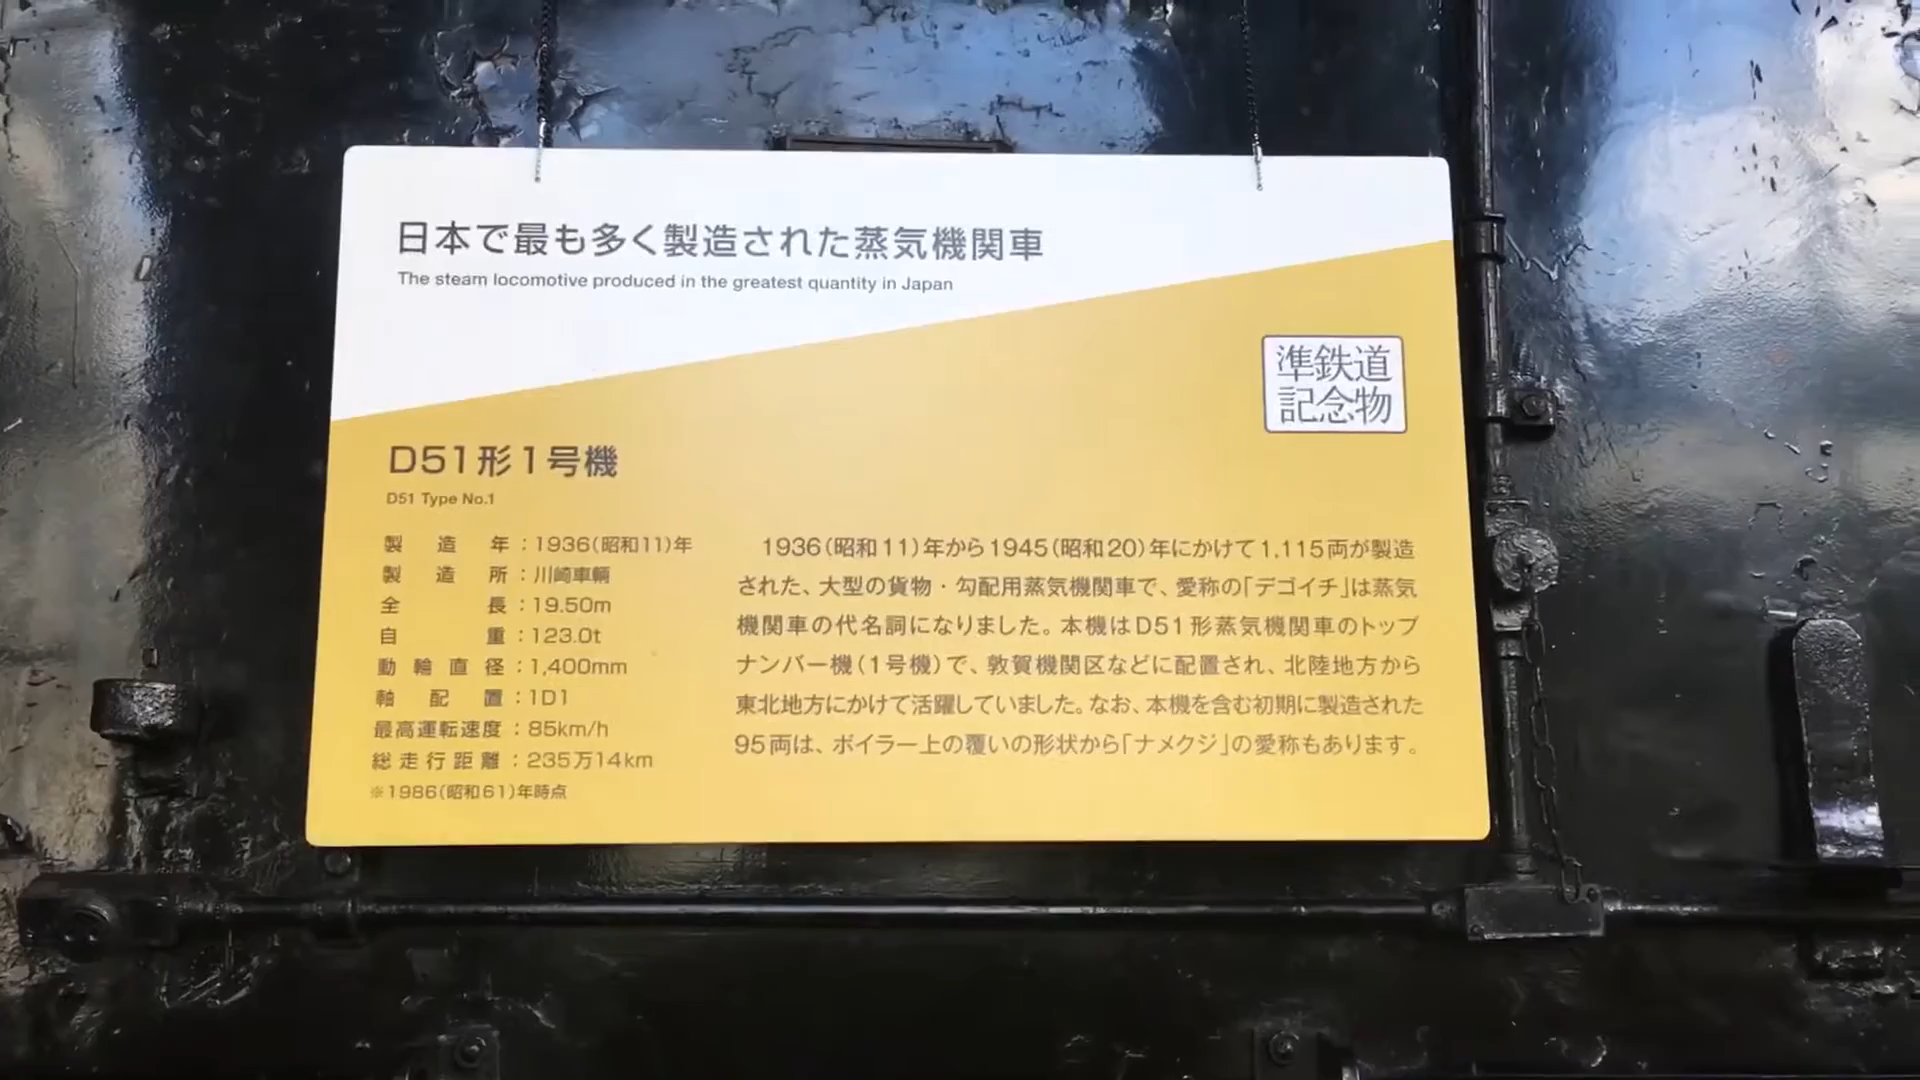 日本で最も多く製造された蒸気機関車
The steam locomotive produced in the greatest quantity in Japan
準鉄道
記念物
D51形1号機
D51 Type No.1
製造年：1936(昭和11)年
製造所：川崎車輌
全長：19.50m
自重：123.0t
動輪直径：1,400mm
軸配置：1D1
最高運転速度：85km/h
総走行距離：235万14km
※1986(昭和61)年時点
1936(昭和11)年から1945(昭和20)年にかけて1,115両が製造
された、大型の貨物・勾配用蒸気機関車で、愛称の「デゴイチ」は蒸気
機関車の代名詞になりました。本機はD51形蒸気機関車のトップ
ナンバー機(1号機)で、敦賀機関区などに配置され、北陸地方から
東北地方にかけて活躍していました。なお、本機を含む初期に製造された
95両は、ボイラー上の覆いの形状から「ナメクジ」の愛称もあります。